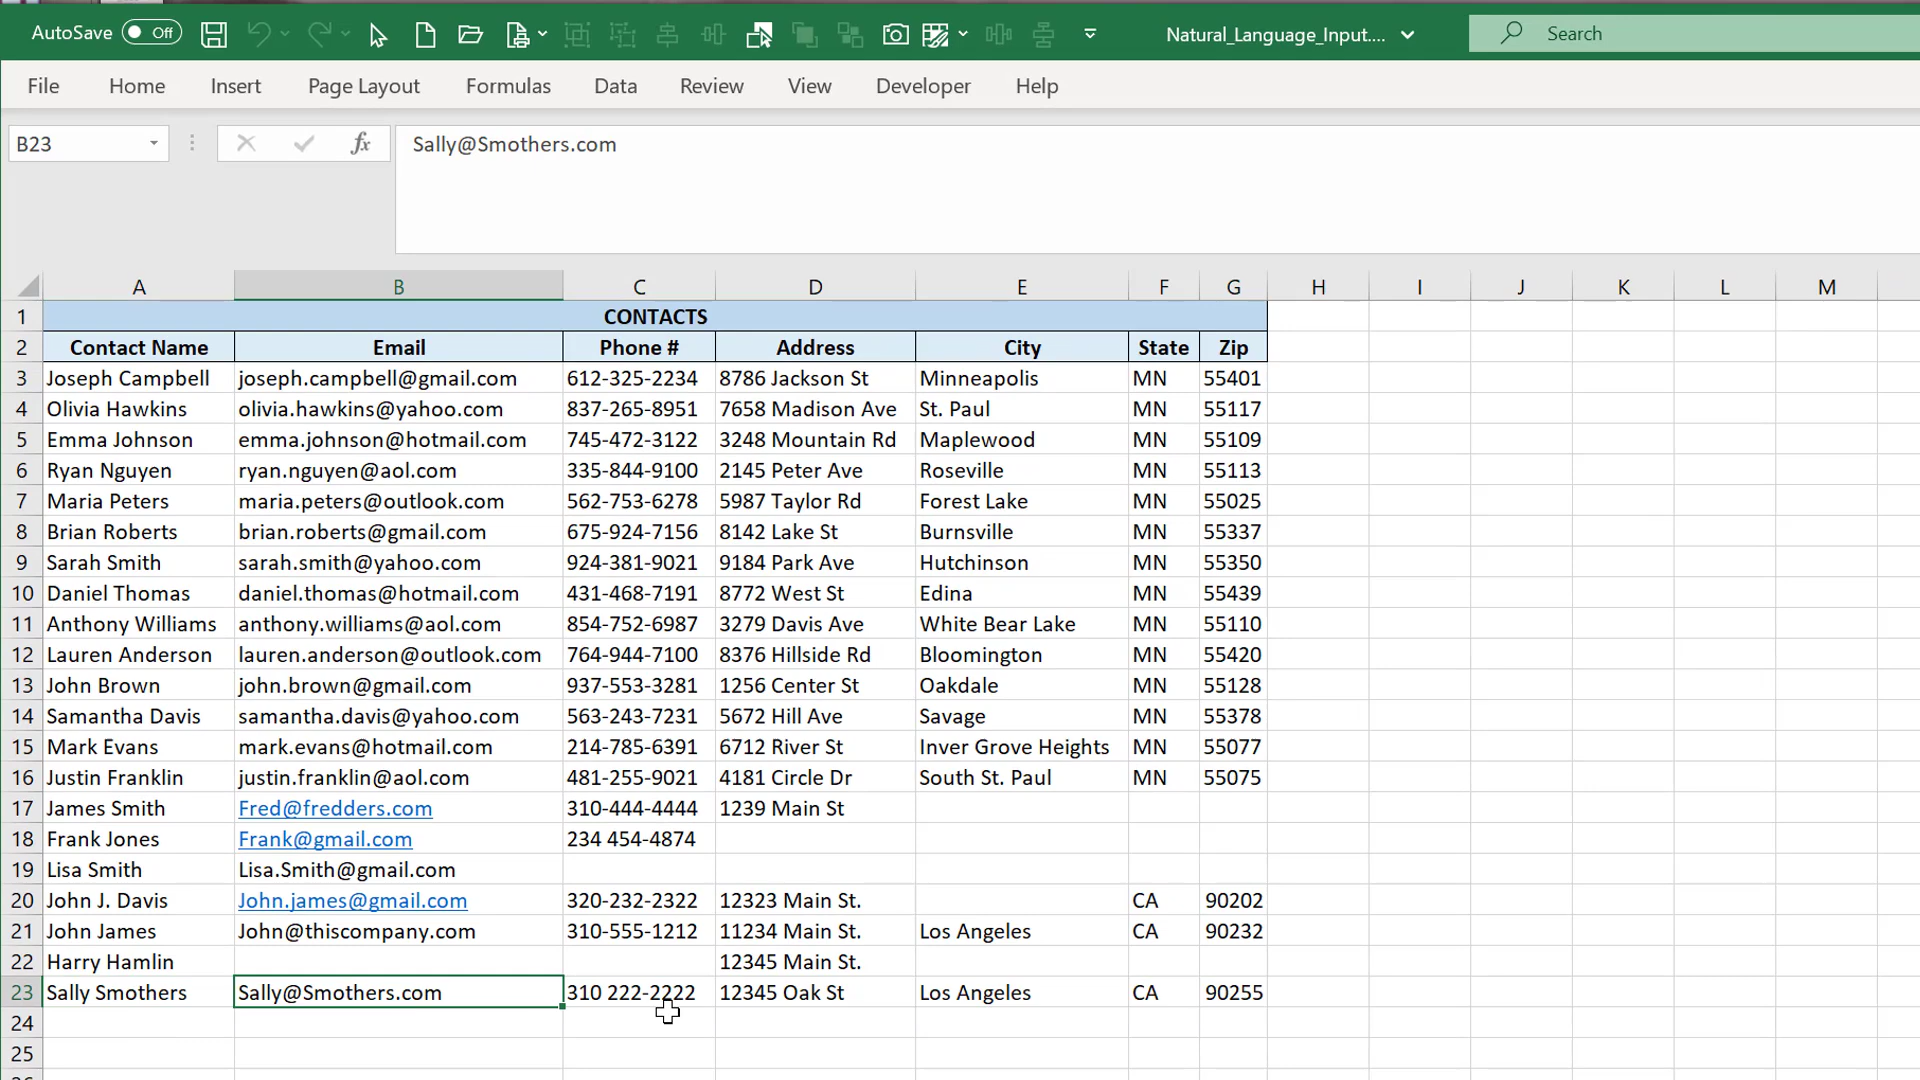 AutoSave Off Natural_Language_Input.... Search
File Home Insert Page Layout Formulas Data Review View Developer Help
B23 fx Sally@Smothers.com
A B C D E F G H I J K L M
1 CONTACTS
2 Contact Name Email Phone # Address City State Zip
3 Joseph Campbell joseph.campbell@gmail.com 612-325-2234 8786 Jackson St Minneapolis MN 55401
4 Olivia Hawkins olivia.hawkins@yahoo.com 837-265-8951 7658 Madison Ave St. Paul MN 55117
5 Emma Johnson emma.johnson@hotmail.com 745-472-3122 3248 Mountain Rd Maplewood MN 55109
6 Ryan Nguyen ryan.nguyen@aol.com 335-844-9100 2145 Peter Ave Roseville MN 55113
7 Maria Peters maria.peters@outlook.com 562-753-6278 5987 Taylor Rd Forest Lake MN 55025
8 Brian Roberts brian.roberts@gmail.com 675-924-7156 8142 Lake St Burnsville MN 55337
9 Sarah Smith sarah.smith@yahoo.com 924-381-9021 9184 Park Ave Hutchinson MN 55350
10 Daniel Thomas daniel.thomas@hotmail.com 431-468-7191 8772 West St Edina MN 55439
11 Anthony Williams anthony.williams@aol.com 854-752-6987 3279 Davis Ave White Bear Lake MN 55110
12 Lauren Anderson lauren.anderson@outlook.com 764-944-7100 8376 Hillside Rd Bloomington MN 55420
13 John Brown john.brown@gmail.com 937-553-3281 1256 Center St Oakdale MN 55128
14 Samantha Davis samantha.davis@yahoo.com 563-243-7231 5672 Hill Ave Savage MN 55378
15 Mark Evans mark.evans@hotmail.com 214-785-6391 6712 River St Inver Grove Heights MN 55077
16 Justin Franklin justin.franklin@aol.com 481-255-9021 4181 Circle Dr South St. Paul MN 55075
17 James Smith Fred@fredders.com 310-444-4444 1239 Main St
18 Frank Jones Frank@gmail.com 234 454-4874
19 Lisa Smith Lisa.Smith@gmail.com
20 John J. Davis John.james@gmail.com 320-232-2322 12323 Main St. CA 90202
21 John James John@thiscompany.com 310-555-1212 11234 Main St. Los Angeles CA 90232
22 Harry Hamlin 12345 Main St.
23 Sally Smothers Sally@Smothers.com 310 222-2222 12345 Oak St Los Angeles CA 90255
24
25